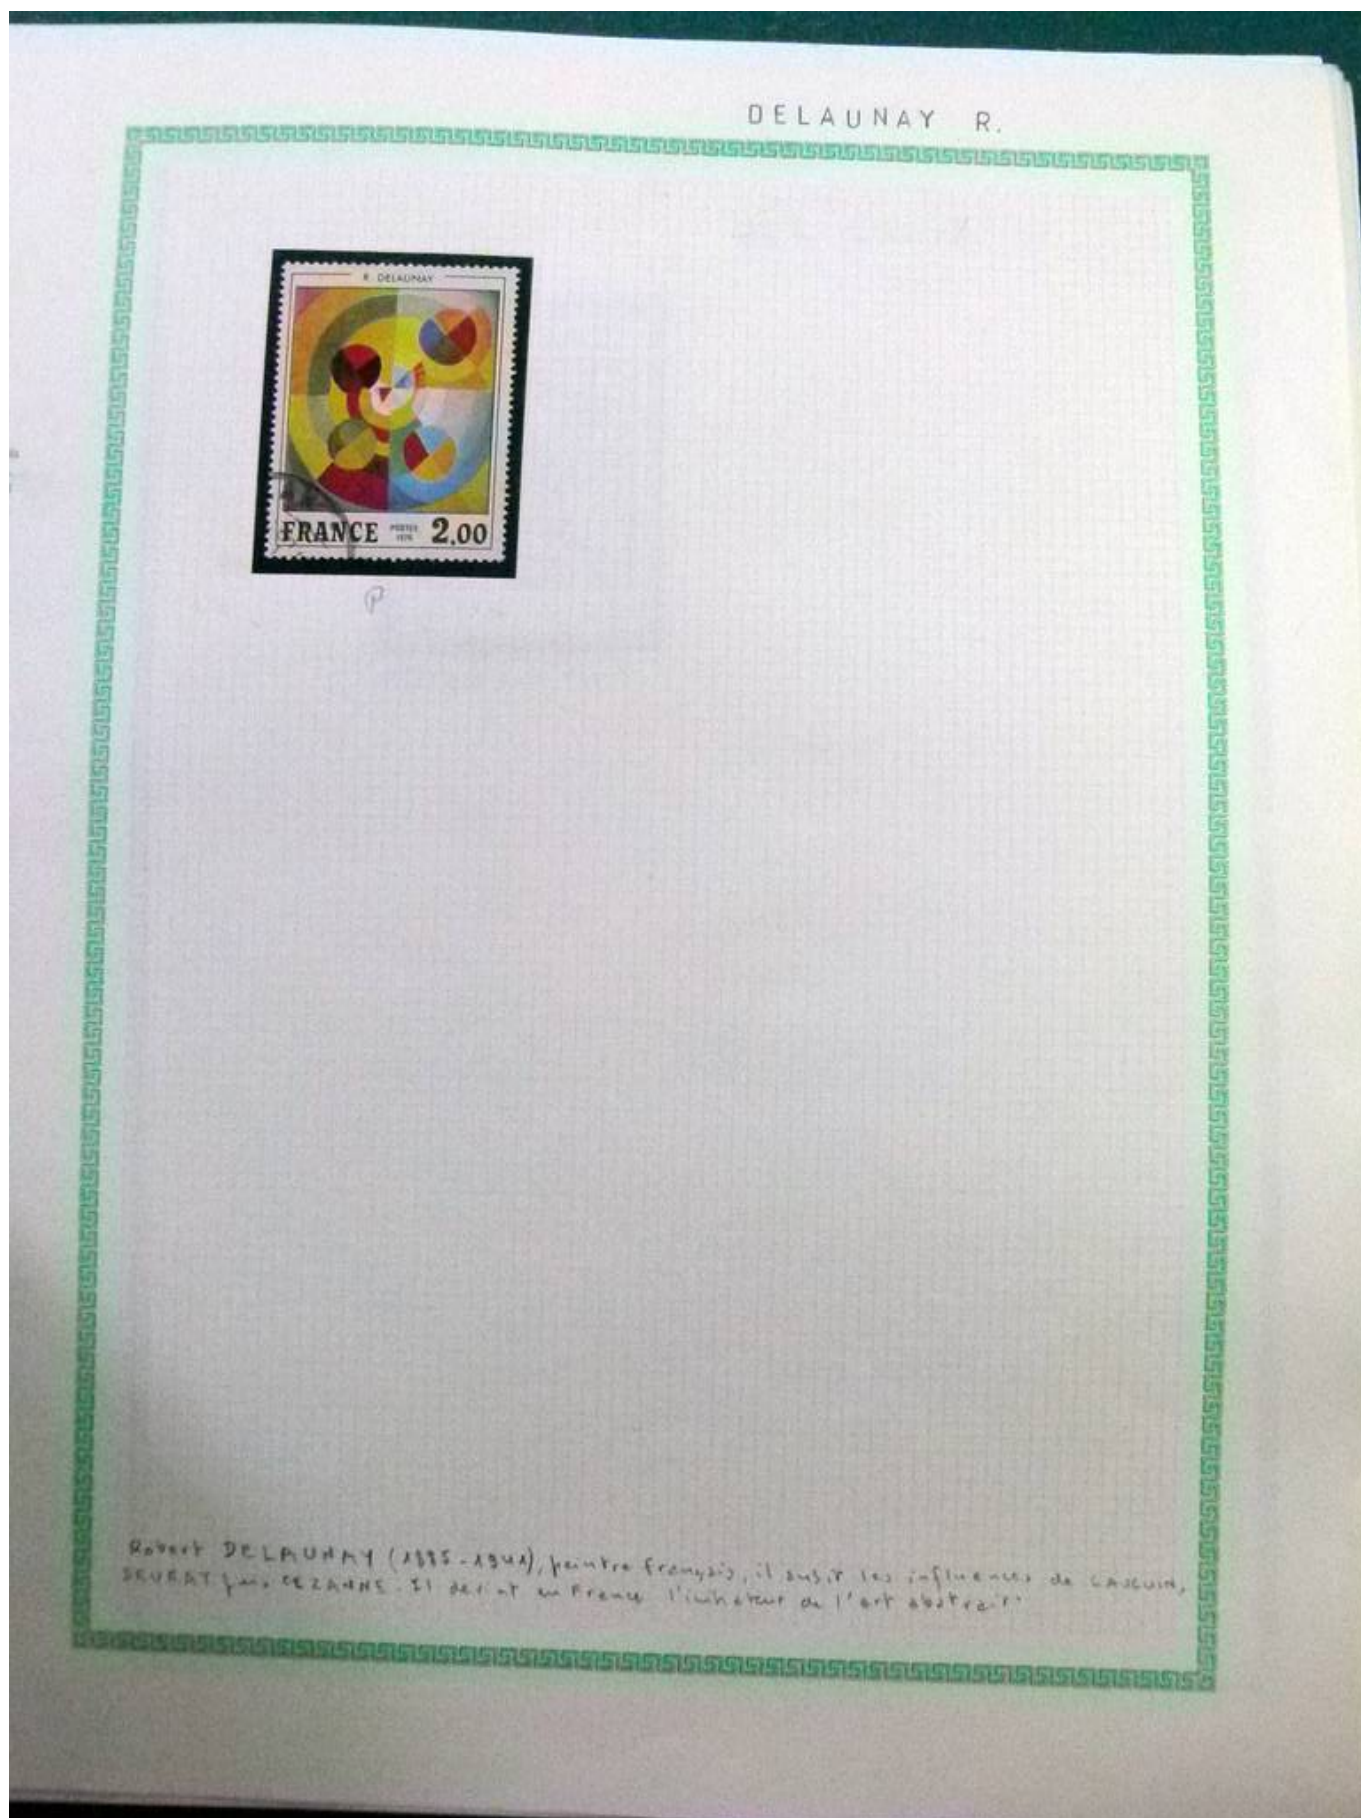 DELAUNAY R.
R. DELAUNAY
FRANCE POSTES 1976 2.00
P
Robert DELAUNAY (1885-1941), peintre français, il subit les influences de GAUGUIN,
SEURAT puis CEZANNE. Il devint en France l'initiateur de l'art abstrait.